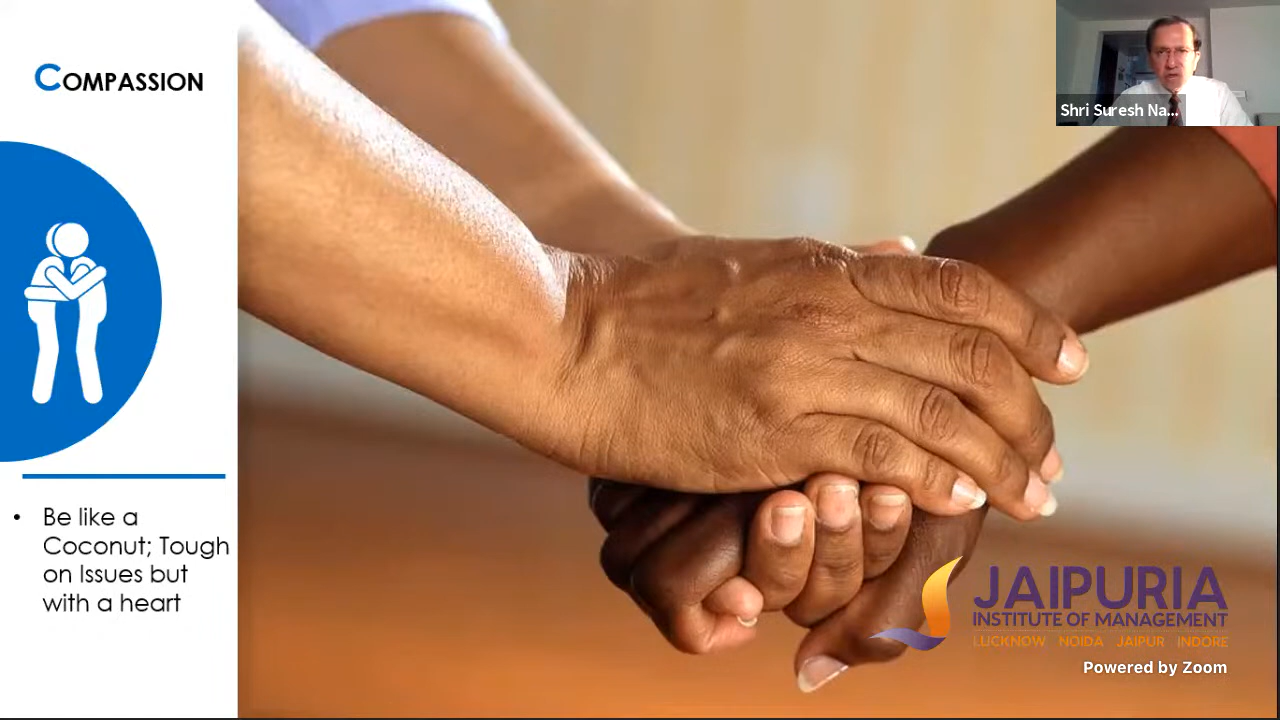 COMPASSION
• Be like a
Coconut; Tough
on Issues but
with a heart
Shri Suresh Na...
JAIPURIA
INSTITUTE OF MANAGEMENT
LUCKNOW NOIDA JAIPUR INDORE
Powered by Zoom